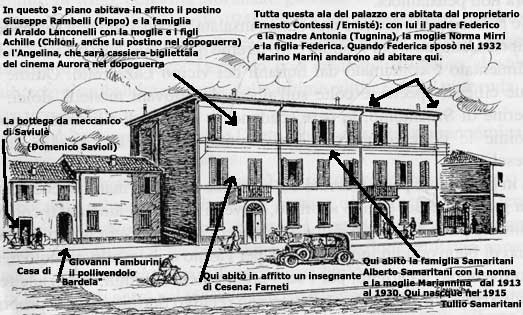 In questo 3° piano abitava in affitto il postino
Giuseppe Rambelli (Pippo) e la famiglia
di Araldo Lanconelli con la moglie e i figli
Achille (Chiloni, anche lui postino nel dopoguerra)
e l'Angelina, che sarà cassiera-bigliettaia
del cinema Aurora nel dopoguerra
Tutta questa ala del palazzo era abitata dal proprietario
Ernesto Contessi /Ernisté): con lui il padre Federico
e la madre Antonia (Tugnina), la moglie Norma Mirri
e la figlia Federica. Quando Federica sposò nel 1932
Marino Marini andarono ad abitare qui.
La bottega da meccanico
di Saviulè
(Domenico Savioli)
Casa di
Giovanni Tamburini
il pollivendolo
Bardela"
Qui abitò in affitto un insegnante
di Cesena: Farneti
Qui abitò la famiglia Samaritani
Alberto Samaritani con la nonna
e la moglie Mariannina dal 1913
al 1930. Qui nacque nel 1915
Tullio Samaritani